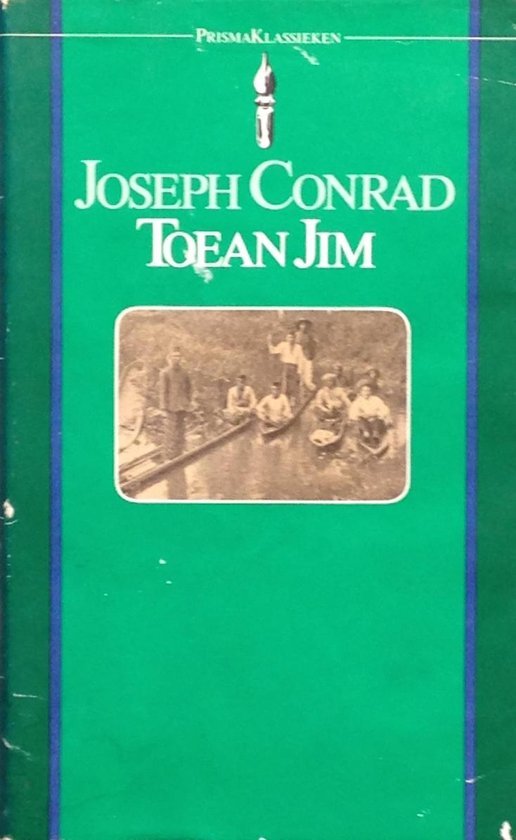 PRISMAKLASSIEKEN
JOSEPH CONRAD
TOEAN JIM